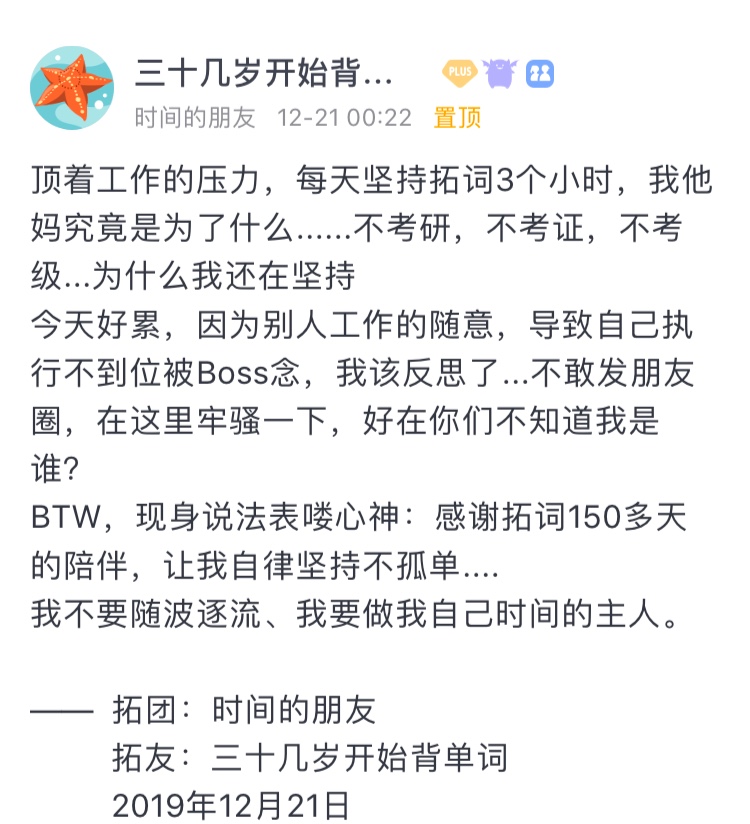 三十几岁开始背... PLUS
时间的朋友 12-21 00:22 置顶
顶着工作的压力，每天坚持拓词3个小时，我他
妈究竟是为了什么......不考研，不考证，不考
级...为什么我还在坚持
今天好累，因为别人工作的随意，导致自己执
行不到位被Boss念，我该反思了...不敢发朋友
圈，在这里牢骚一下，好在你们不知道我是
谁?
BTW，现身说法表喽心神：感谢拓词150多天
的陪伴，让我自律坚持不孤单....
我不要随波逐流、我要做我自己时间的主人。
—— 拓团：时间的朋友
拓友：三十几岁开始背单词
2019年12月21日